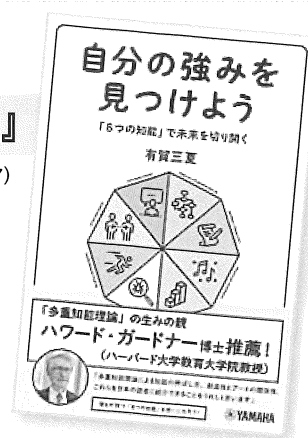 』
自分の強みを
見つけよう
「8つの知能」で未来を切り開く
有賀三夏
「多重知能理論」の生みの親
ハワード・ガードナー博士推薦！
（ハーバード大学教育大学院教授）
YAMAHA